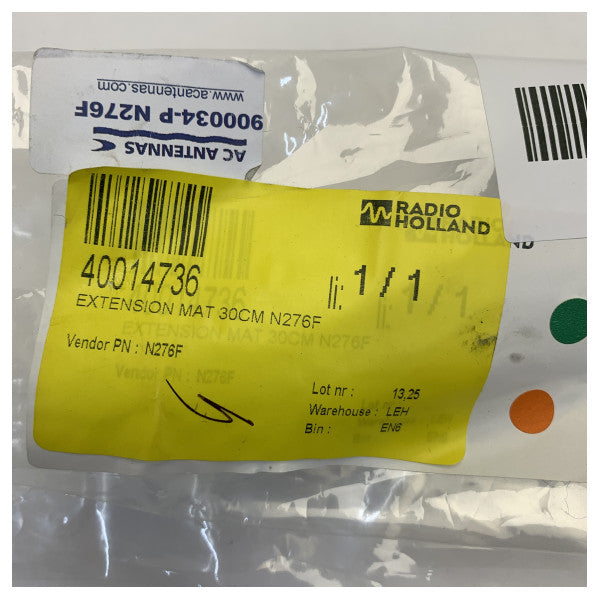 AC ANTENNAS
900034-P N276F
www.acantennas.com
RADIO
HOLLAND
40014736
1 / 1
EXTENSION MAT 30CM N276F
Vendor PN : N276F
Lot nr : 13,25
Warehouse : LEH
Bin : EN6